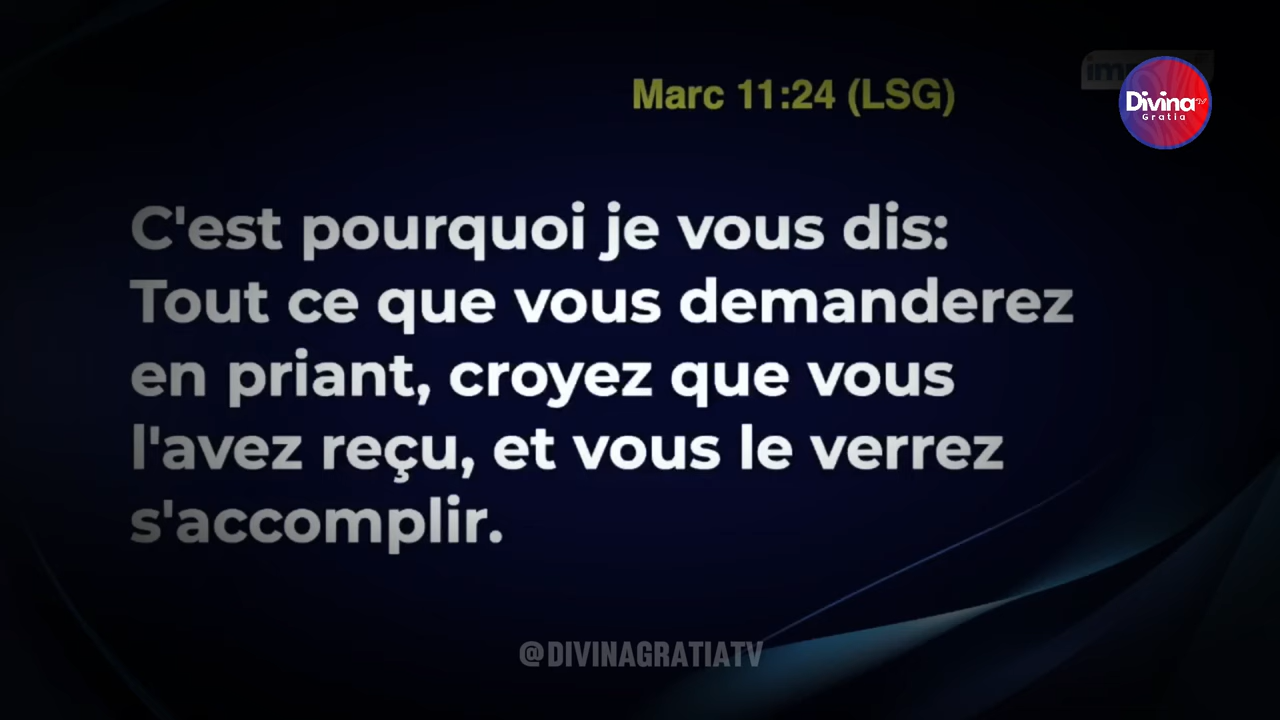 Marc 11:24 (LSG)
Divina TV
Gratia
C'est pourquoi je vous dis:
Tout ce que vous demanderez
en priant, croyez que vous
l'avez reçu, et vous le verrez
s'accomplir.
@DIVINAGRATIATV